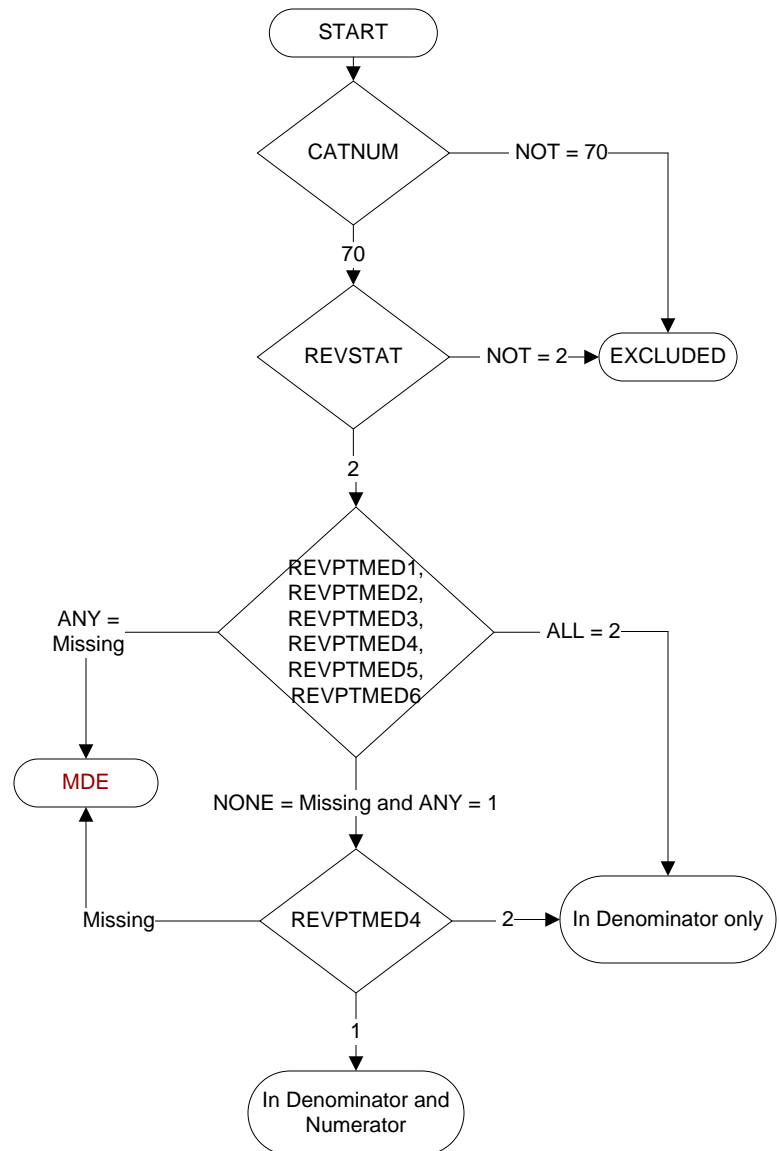 START
CATNUM
NOT = 70
70
REVSTAT
NOT = 2
EXCLUDED
2
REVPTMED1,
REVPTMED2,
REVPTMED3,
REVPTMED4,
REVPTMED5,
REVPTMED6
ANY =
Missing
ALL = 2
MDE
NONE = Missing and ANY = 1
Missing
REVPTMED4
2
In Denominator only
1
In Denominator and
Numerator